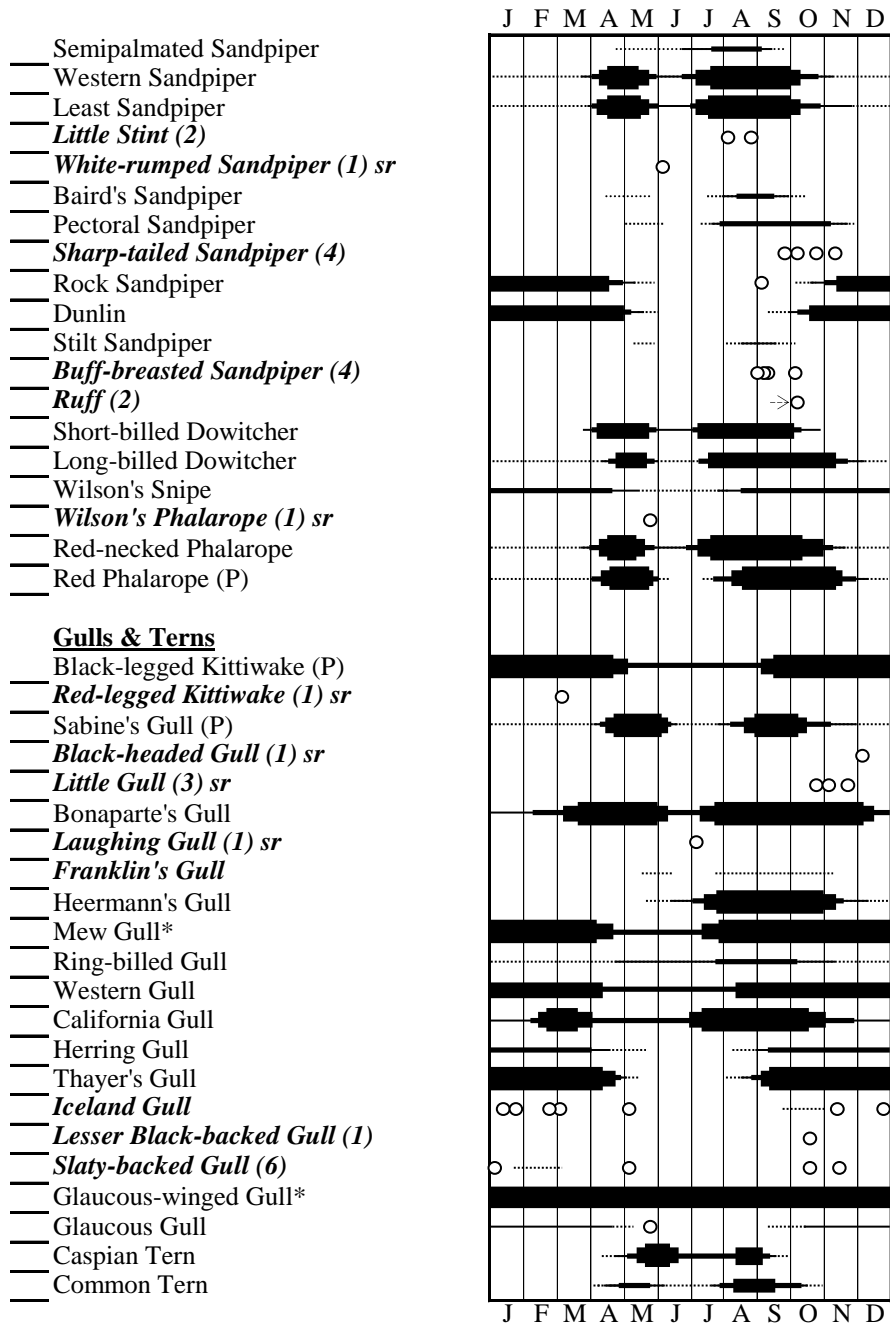 J F M A M J J A S O N D
Semipalmated Sandpiper
Western Sandpiper
Least Sandpiper
Little Stint (2)
White-rumped Sandpiper (1) sr
Baird's Sandpiper
Pectoral Sandpiper
Sharp-tailed Sandpiper (4)
Rock Sandpiper
Dunlin
Stilt Sandpiper
Buff-breasted Sandpiper (4)
Ruff (2)
Short-billed Dowitcher
Long-billed Dowitcher
Wilson's Snipe
Wilson's Phalarope (1) sr
Red-necked Phalarope
Red Phalarope (P)
Gulls & Terns
Black-legged Kittiwake (P)
Red-legged Kittiwake (1) sr
Sabine's Gull (P)
Black-headed Gull (1) sr
Little Gull (3) sr
Bonaparte's Gull
Laughing Gull (1) sr
Franklin's Gull
Heermann's Gull
Mew Gull*
Ring-billed Gull
Western Gull
California Gull
Herring Gull
Thayer's Gull
Iceland Gull
Lesser Black-backed Gull (1)
Slaty-backed Gull (6)
Glaucous-winged Gull*
Glaucous Gull
Caspian Tern
Common Tern
J F M A M J J A S O N D